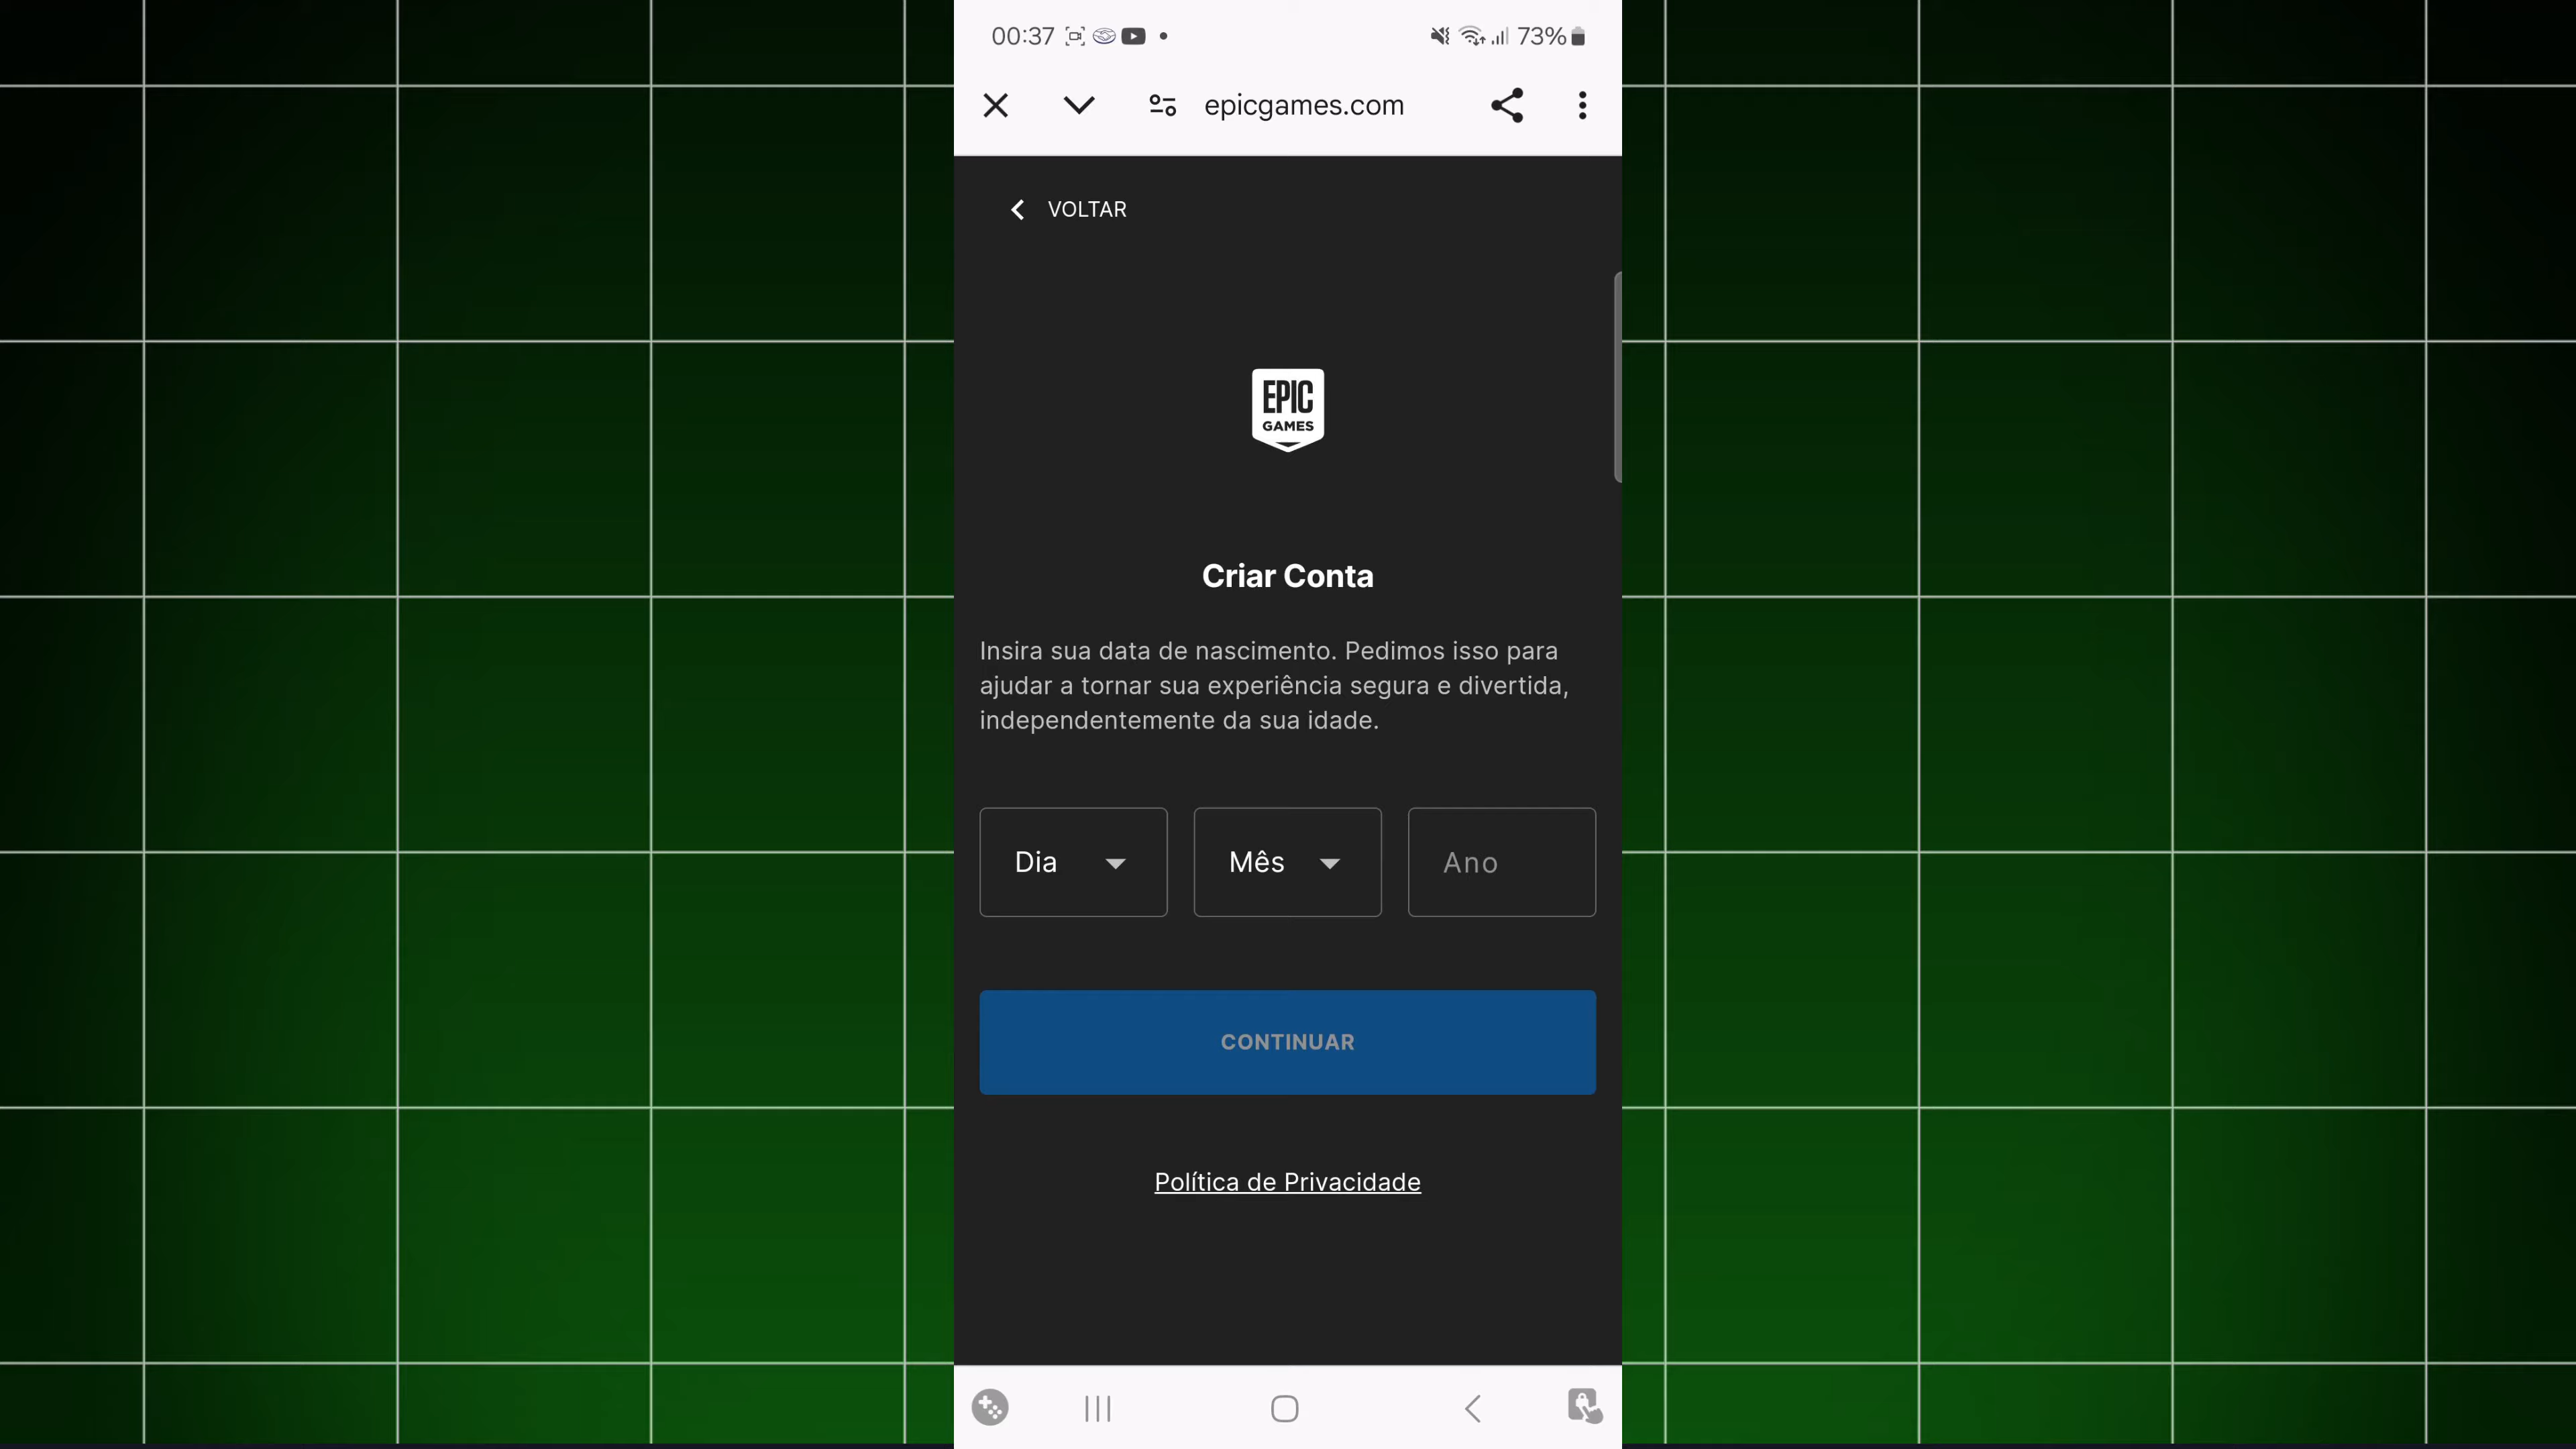 00:37
73%
epicgames.com
VOLTAR
EPIC
GAMES
Criar Conta
Insira sua data de nascimento. Pedimos isso para
ajudar a tornar sua experiência segura e divertida,
independentemente da sua idade.
Dia
Mês
Ano
CONTINUAR
Política de Privacidade